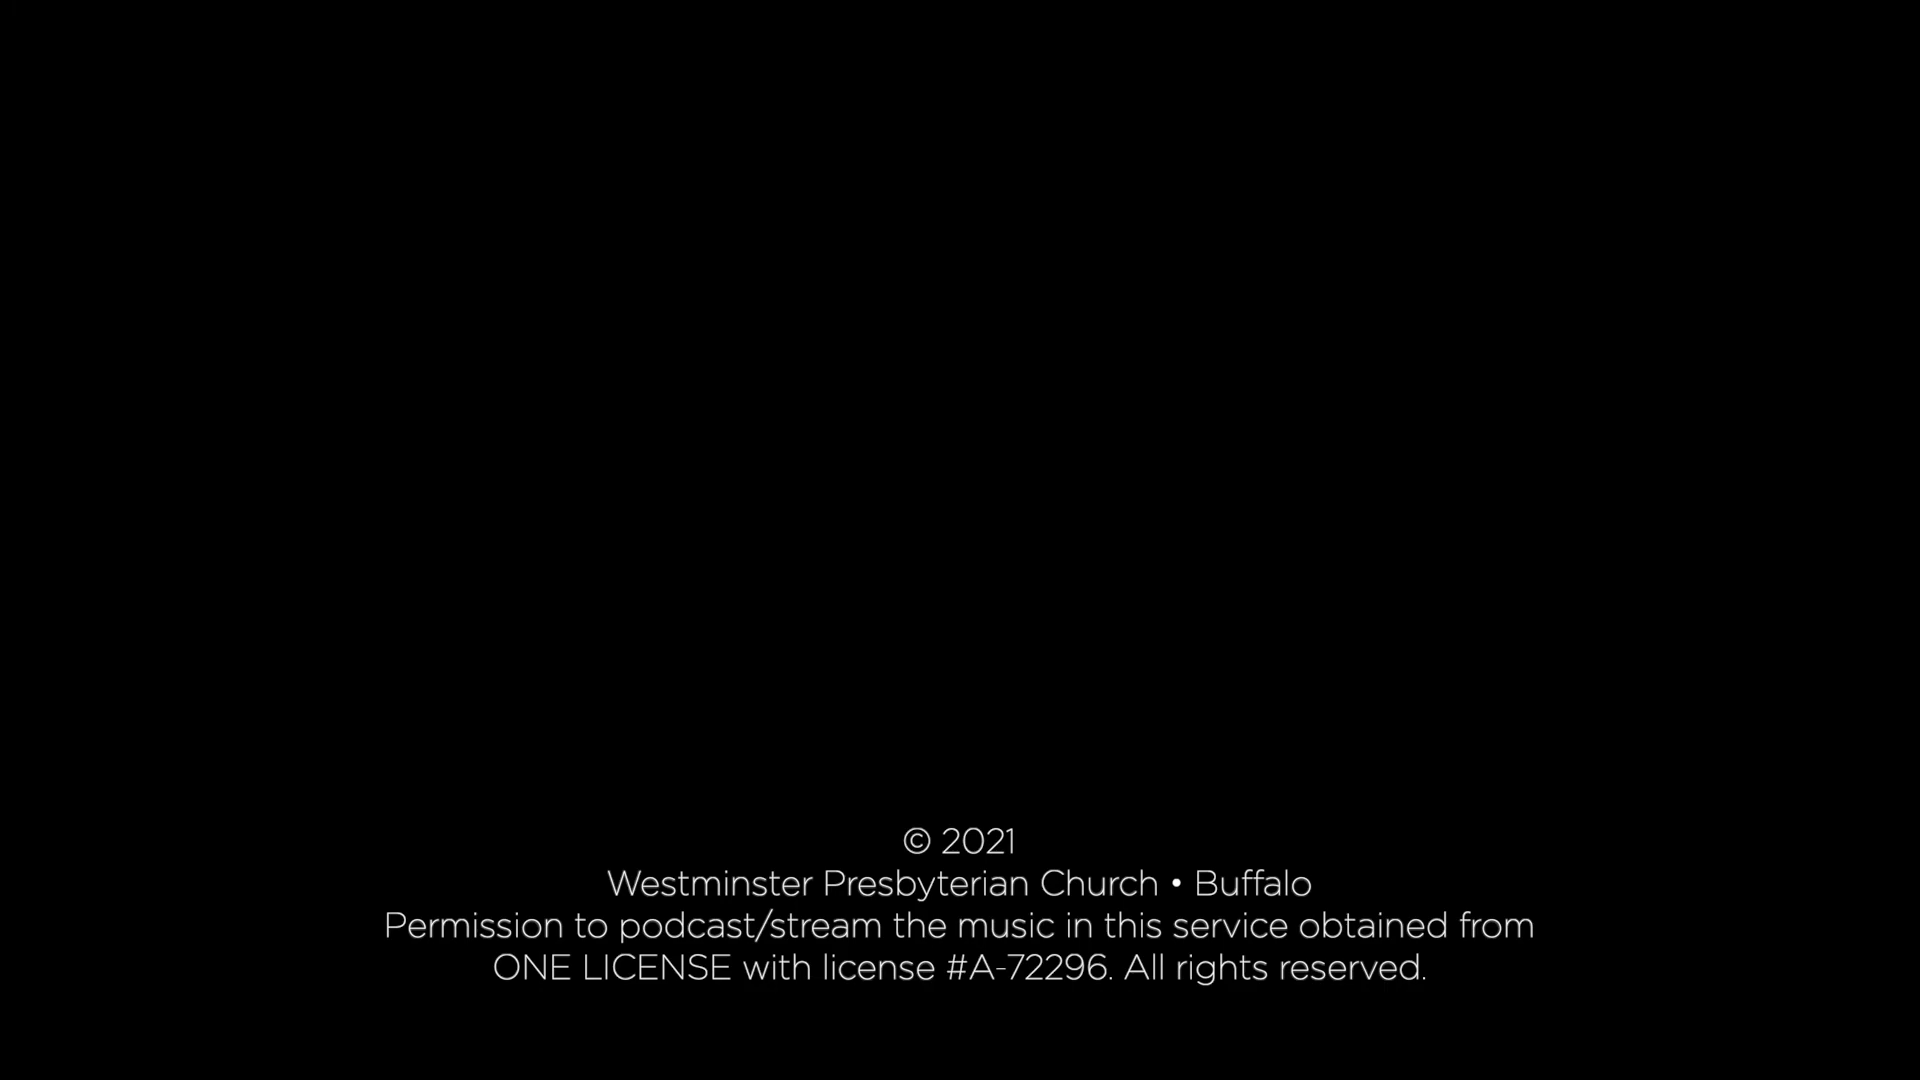 © 2021
Westminster Presbyterian Church • Buffalo
Permission to podcast/stream the music in this service obtained from
ONE LICENSE with license #A-72296. All rights reserved.